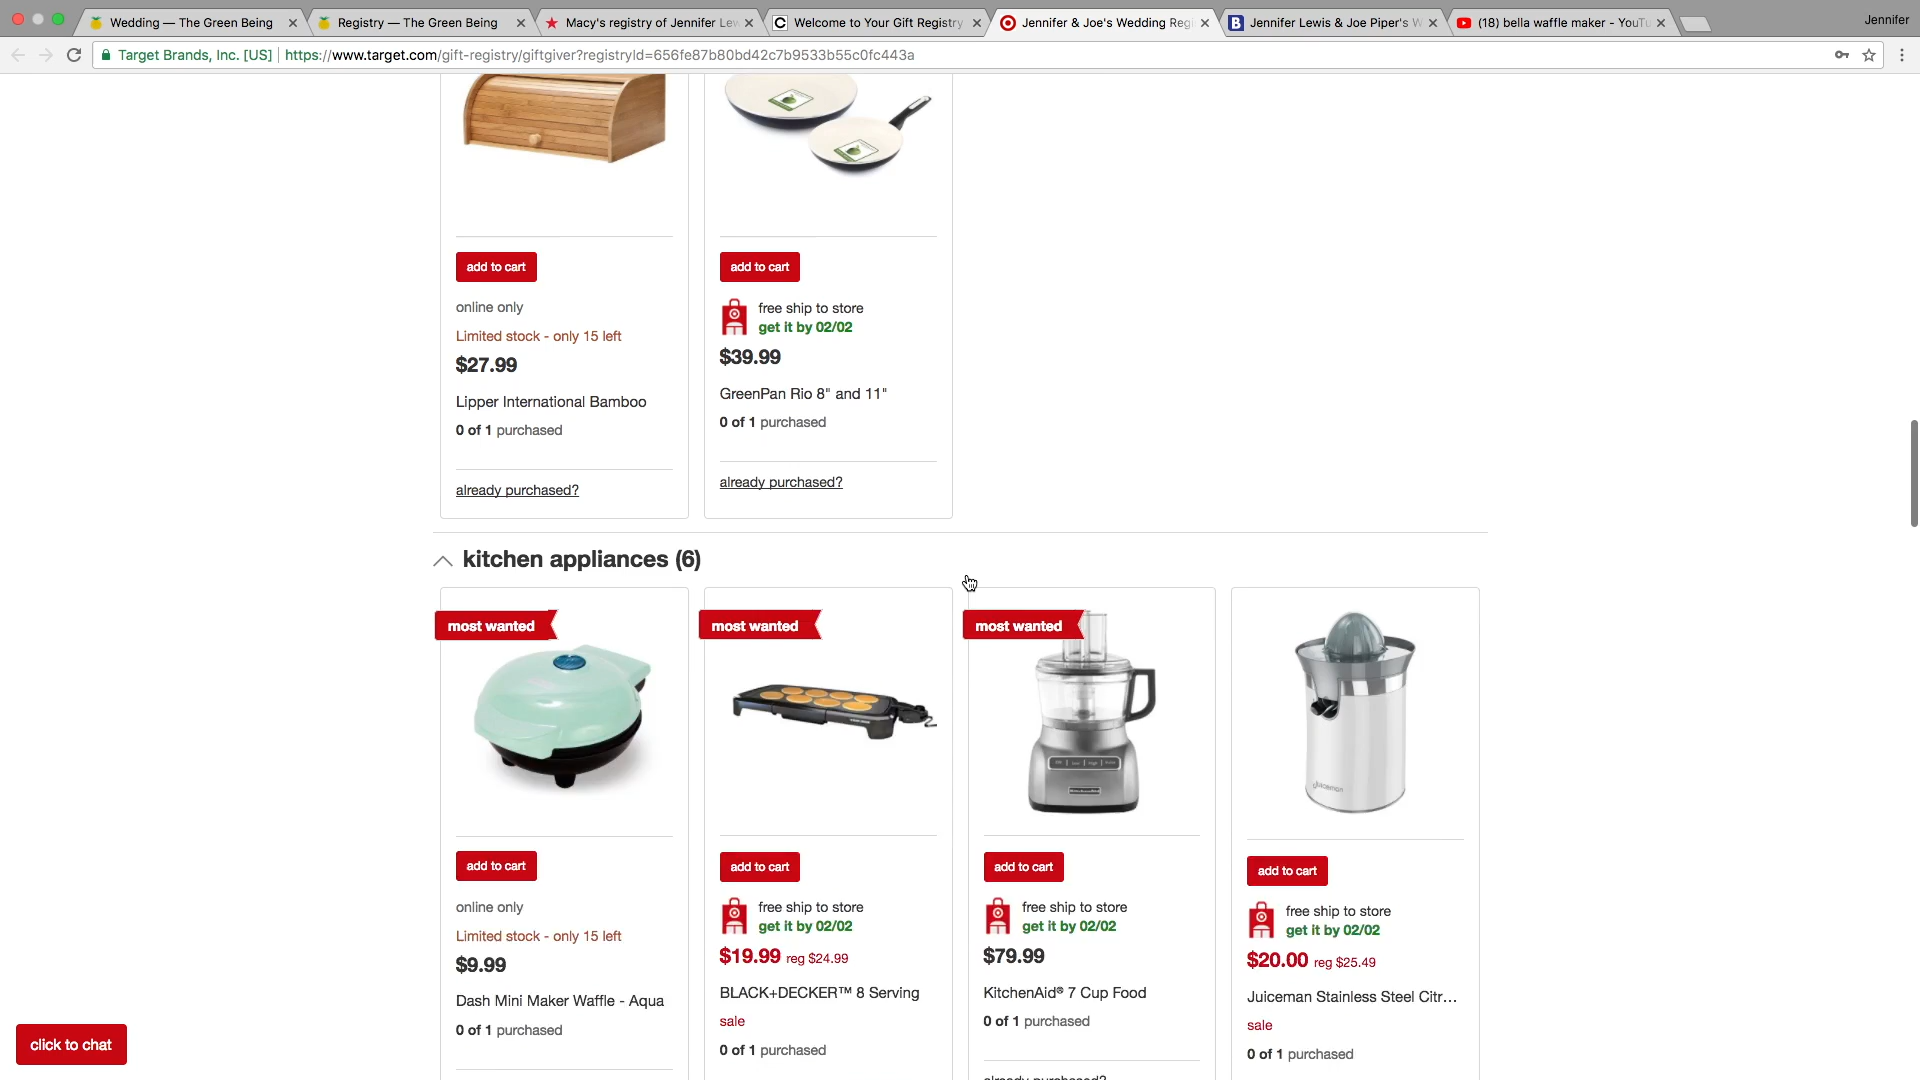 Wedding — The Green Being
Registry — The Green Being
Macy's registry of Jennifer Lew
Welcome to Your Gift Registry
Jennifer & Joe's Wedding Regi
Jennifer Lewis & Joe Piper's W
(18) bella waffle maker - YouTu
Jennifer
Target Brands, Inc. [US] https://www.target.com/gift-registry/giftgiver?registryId=656fe87b80bd42c7b9533b55c0fc443a
add to cart
online only
Limited stock - only 15 left
$27.99
Lipper International Bamboo
0 of 1 purchased
already purchased?
add to cart
free ship to store
get it by 02/02
$39.99
GreenPan Rio 8" and 11"
0 of 1 purchased
already purchased?
kitchen appliances (6)
most wanted
add to cart
online only
Limited stock - only 15 left
$9.99
Dash Mini Maker Waffle - Aqua
0 of 1 purchased
most wanted
add to cart
free ship to store
get it by 02/02
$19.99 reg $24.99
BLACK+DECKER™ 8 Serving
sale
0 of 1 purchased
most wanted
KitchenAid
add to cart
free ship to store
get it by 02/02
$79.99
KitchenAid® 7 Cup Food
0 of 1 purchased
already purchased?
juiceman
add to cart
free ship to store
get it by 02/02
$20.00 reg $25.49
Juiceman Stainless Steel Citr...
sale
0 of 1 purchased
click to chat